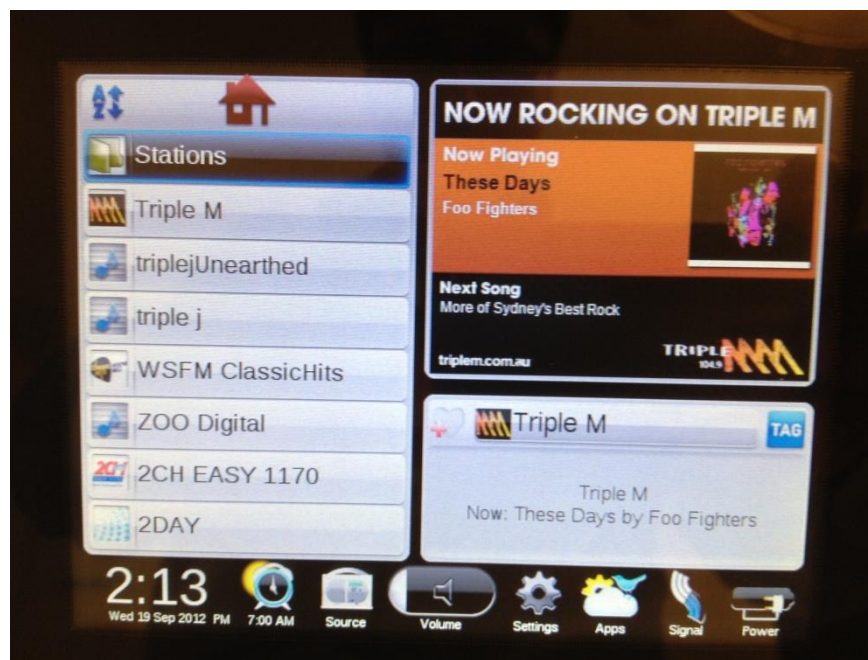 A
Z
Stations
Triple M
triplejUnearthed
triple j
WSFM ClassicHits
ZOO Digital
2CH
2CH EASY 1170
2DAY
NOW ROCKING ON TRIPLE M
Now Playing
These Days
Foo Fighters
FOO FIGHTERS
Next Song
More of Sydney's Best Rock
triplem.com.au
TRIPLE
104.9
Triple M
TAG
Triple M
Now: These Days by Foo Fighters
2:13
Wed 19 Sep 2012 PM
7:00 AM
Source
Volume
Settings
Apps
Signal
Power